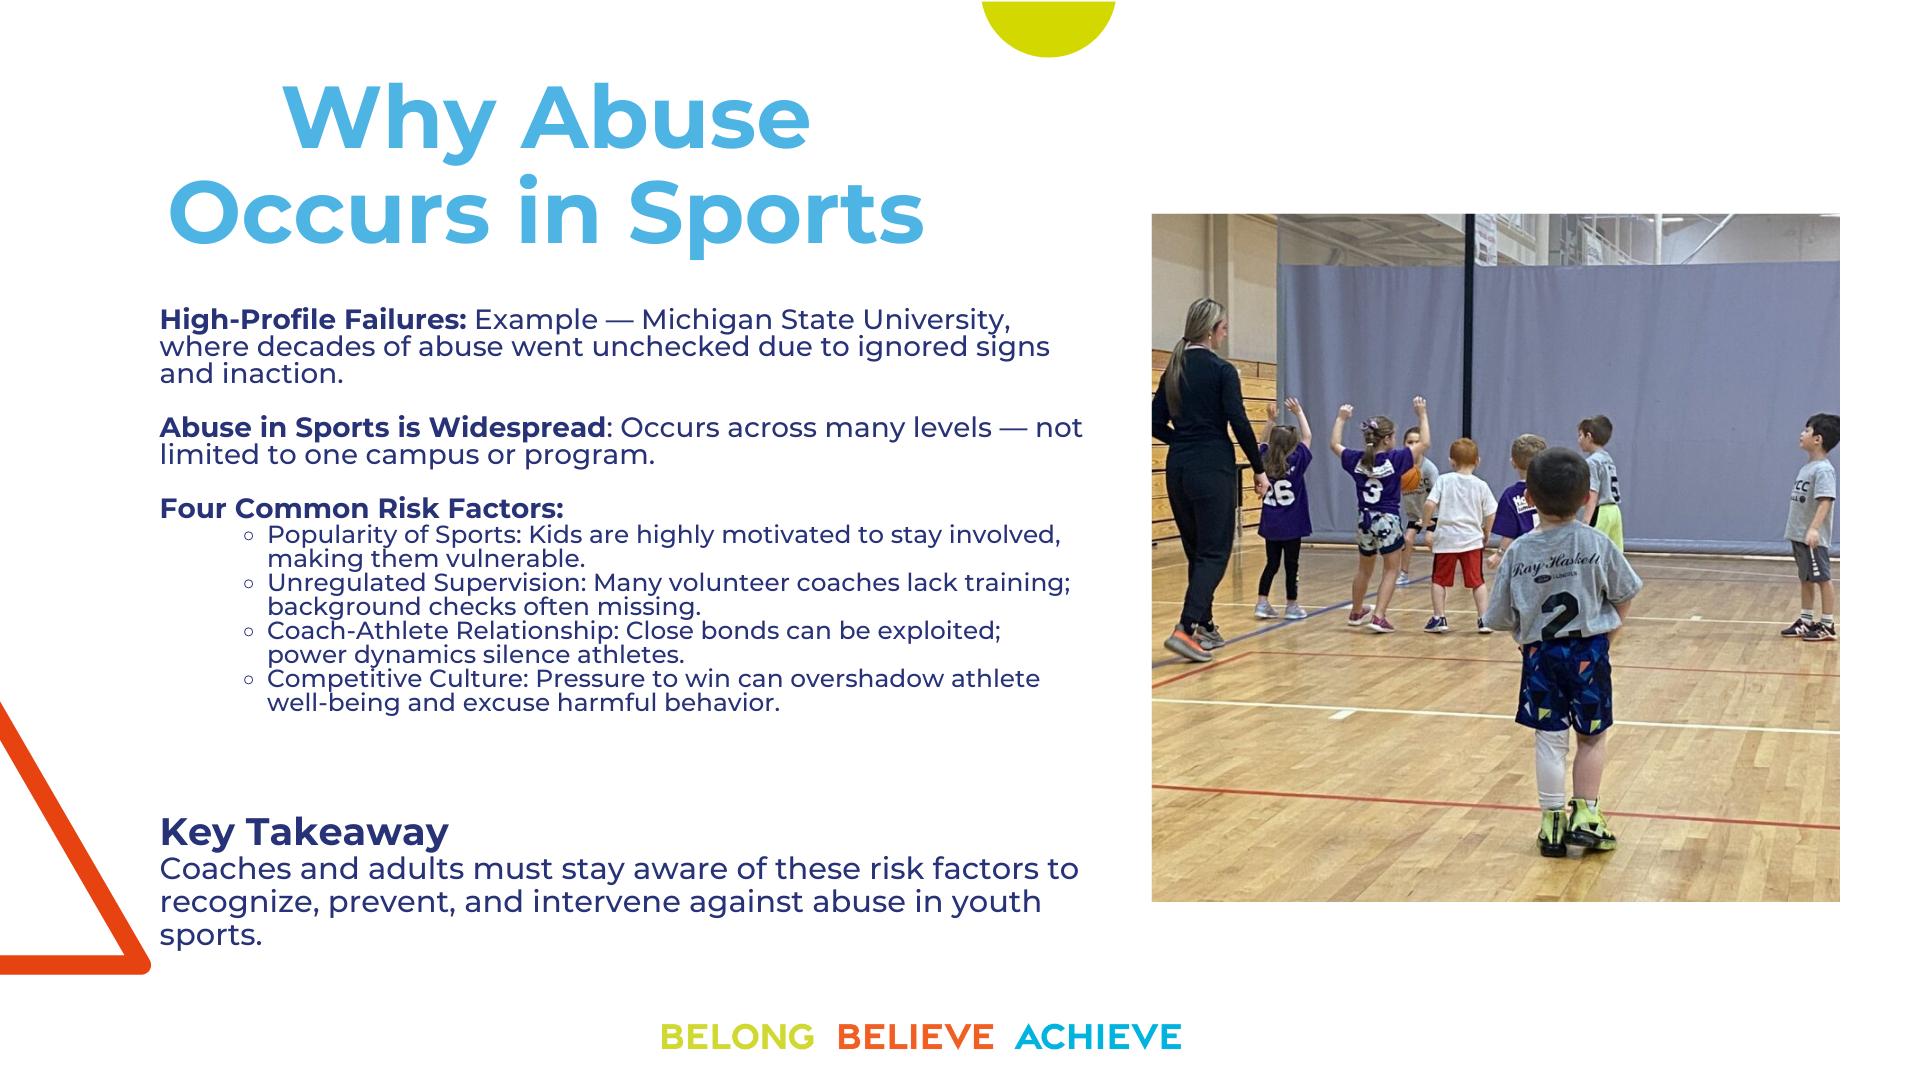 Why Abuse
Occurs in Sports
High-Profile Failures: Example — Michigan State University,
where decades of abuse went unchecked due to ignored signs
and inaction.
Abuse in Sports is Widespread: Occurs across many levels — not
limited to one campus or program.
Four Common Risk Factors:
Popularity of Sports: Kids are highly motivated to stay involved,
making them vulnerable.
Unregulated Supervision: Many volunteer coaches lack training;
background checks often missing.
Coach-Athlete Relationship: Close bonds can be exploited;
power dynamics silence athletes.
Competitive Culture: Pressure to win can overshadow athlete
well-being and excuse harmful behavior.
Key Takeaway
Coaches and adults must stay aware of these risk factors to
recognize, prevent, and intervene against abuse in youth
sports.
26
3
5
Ray Haskell
2
BELONG BELIEVE ACHIEVE